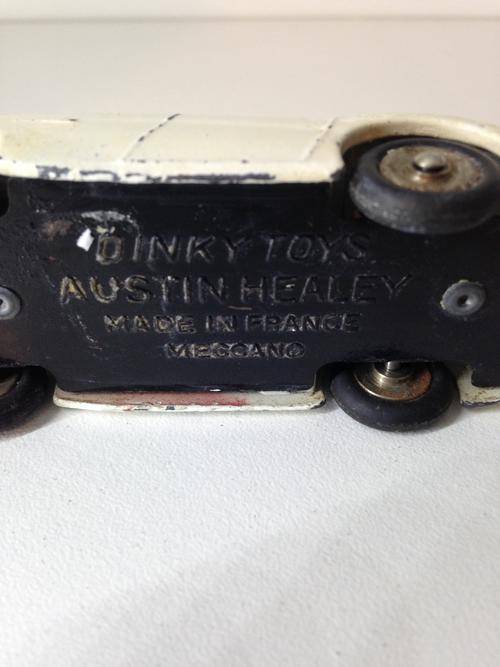 DINKY TOYS
AUSTIN HEALEY
MADE IN FRANCE
MECCANO